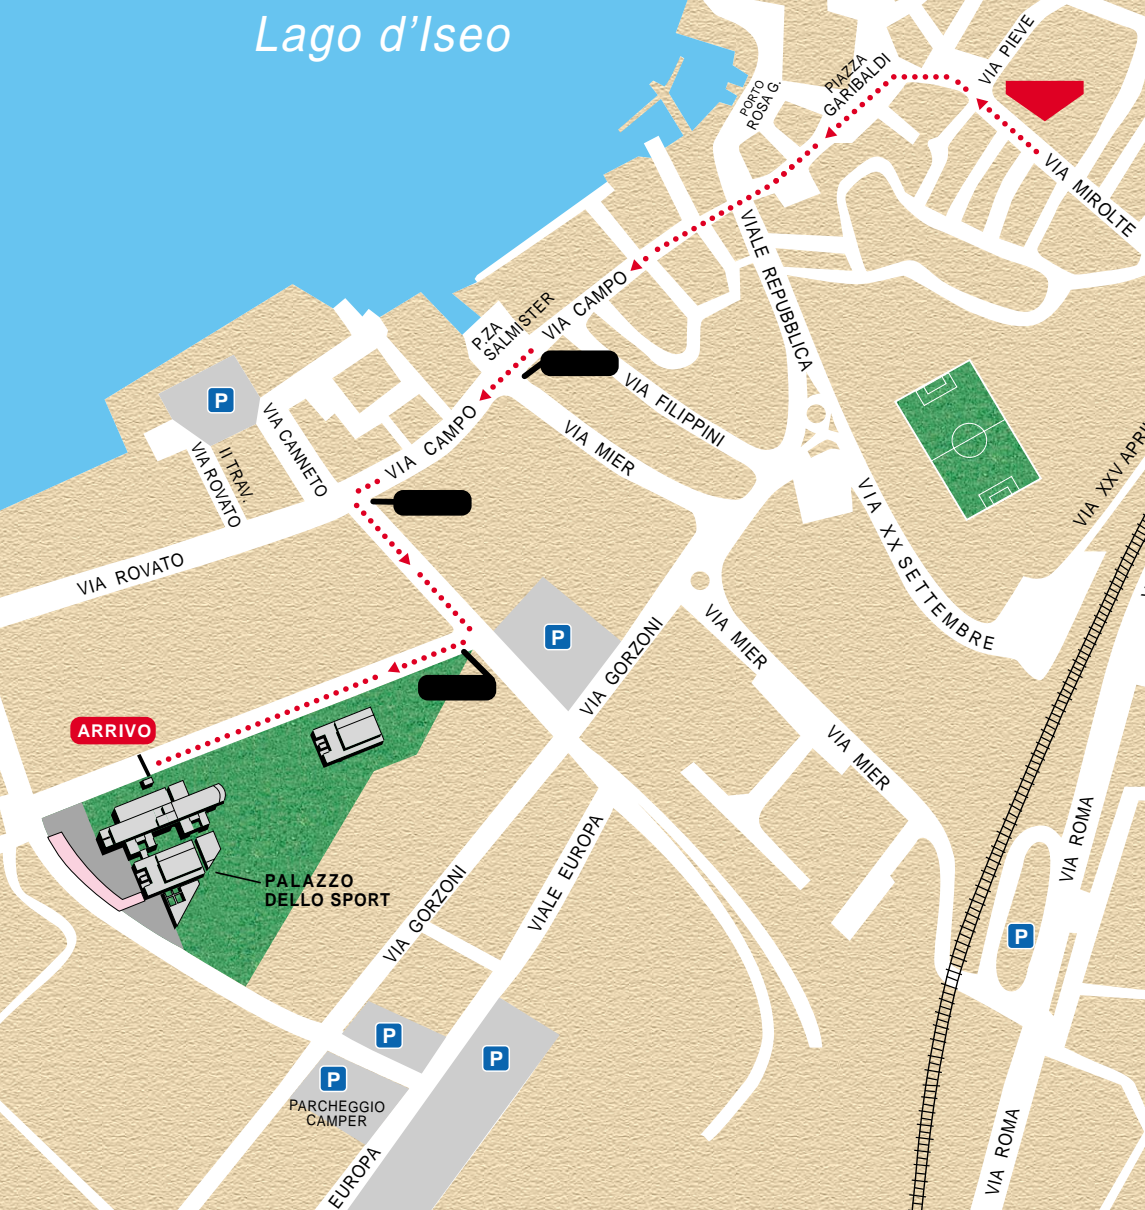 Lago d’Iseo
VIA PIEVE
PIAZZA
GARIBALDI
PORTO
ROSA G.
VIA MIROLTE
VIALE REPUBBLICA
VIA CAMPO
P.ZA
SALMISTER
VIA FILIPPINI
VIA MIER
VIA CAMPO
P
VIA CANNETO
II TRAV.
VIA ROVATO
VIA ROVATO
VIA XXV APRI
VIA XX SETTEMBRE
P
VIA GORZONI
VIA MIER
VIA MIER
ARRIVO
PALAZZO
DELLO SPORT
VIA GORZONI
VIALE EUROPA
VIA ROMA
P
P
P
P
PARCHEGGIO
CAMPER
EUROPA
VIA ROMA